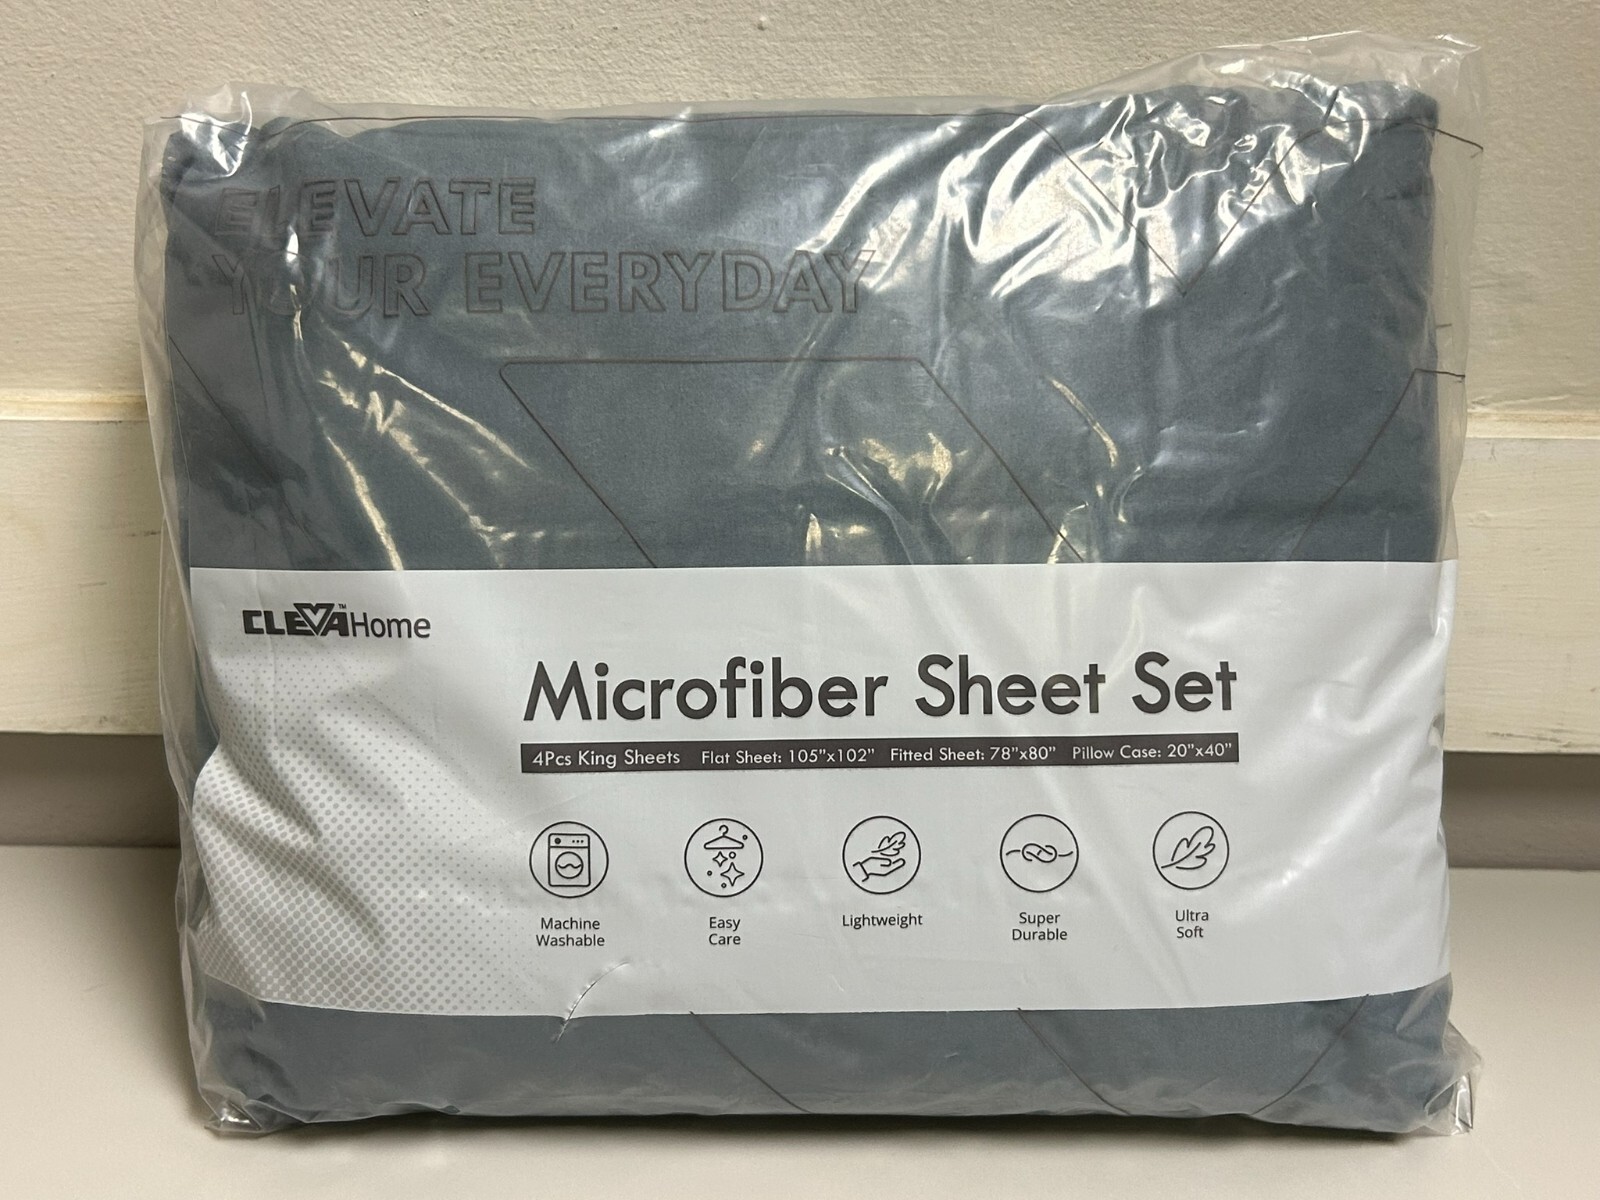 ELEVATE
YOUR EVERYDAY
CLEVA™Home
Microfiber Sheet Set
4Pcs King Sheets Flat Sheet: 105"x102" Fitted Sheet: 78"x80" Pillow Case: 20"x40"
Machine
Washable
Easy
Care
Lightweight
Super
Durable
Ultra
Soft